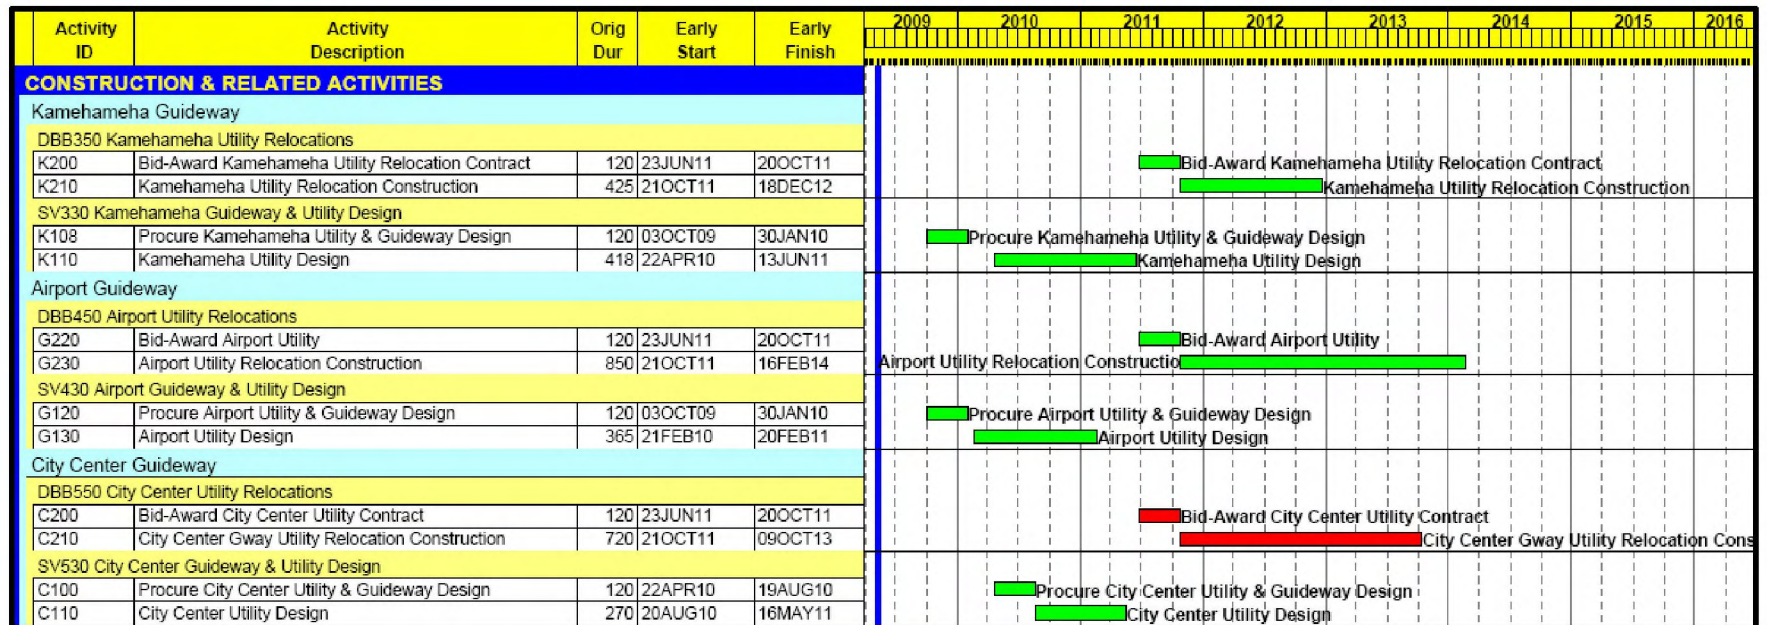 Activity ID Activity Description Orig Dur Early Start Early Finish 2009 2010 2011 2012 2013 2014 2015 2016
CONSTRUCTION & RELATED ACTIVITIES
Kamehameha Guideway
DBB350 Kamehameha Utility Relocations
K200 Bid-Award Kamehameha Utility Relocation Contract 120 23JUN11 20OCT11 Bid-Award Kamehameha Utility Relocation Contract
K210 Kamehameha Utility Relocation Construction 425 21OCT11 18DEC12 Kamehameha Utility Relocation Construction
SV330 Kamehameha Guideway & Utility Design
K108 Procure Kamehameha Utility & Guideway Design 120 03OCT09 30JAN10 Procure Kamehameha Utility & Guideway Design
K110 Kamehameha Utility Design 418 22APR10 13JUN11 Kamehameha Utility Design
Airport Guideway
DBB450 Airport Utility Relocations
G220 Bid-Award Airport Utility 120 23JUN11 20OCT11 Bid-Award Airport Utility
G230 Airport Utility Relocation Construction 850 21OCT11 16FEB14 Airport Utility Relocation Constructio
SV430 Airport Guideway & Utility Design
G120 Procure Airport Utility & Guideway Design 120 03OCT09 30JAN10 Procure Airport Utility & Guideway Design
G130 Airport Utility Design 365 21FEB10 20FEB11 Airport Utility Design
City Center Guideway
DBB550 City Center Utility Relocations
C200 Bid-Award City Center Utility Contract 120 23JUN11 20OCT11 Bid-Award City Center Utility Contract
C210 City Center Gway Utility Relocation Construction 720 21OCT11 09OCT13 City Center Gway Utility Relocation Cons
SV530 City Center Guideway & Utility Design
C100 Procure City Center Utility & Guideway Design 120 22APR10 19AUG10 Procure City Center Utility & Guideway Design
C110 City Center Utility Design 270 20AUG10 16MAY11 City Center Utility Design